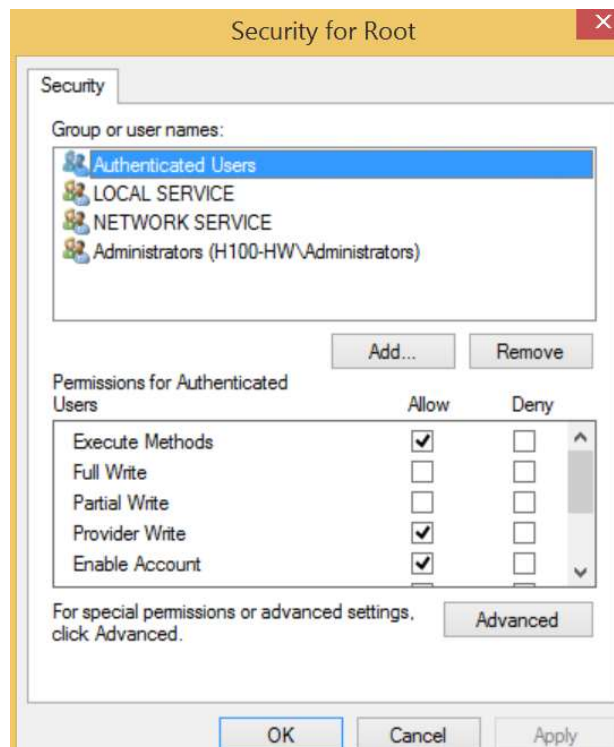 Security for Root
Security
Group or user names:
Authenticated Users
LOCAL SERVICE
NETWORK SERVICE
Administrators (H100-HW\Administrators)
Add...
Remove
Permissions for Authenticated
Users
Allow
Deny
Execute Methods
Full Write
Partial Write
Provider Write
Enable Account
For special permissions or advanced settings,
click Advanced.
Advanced
OK
Cancel
Apply